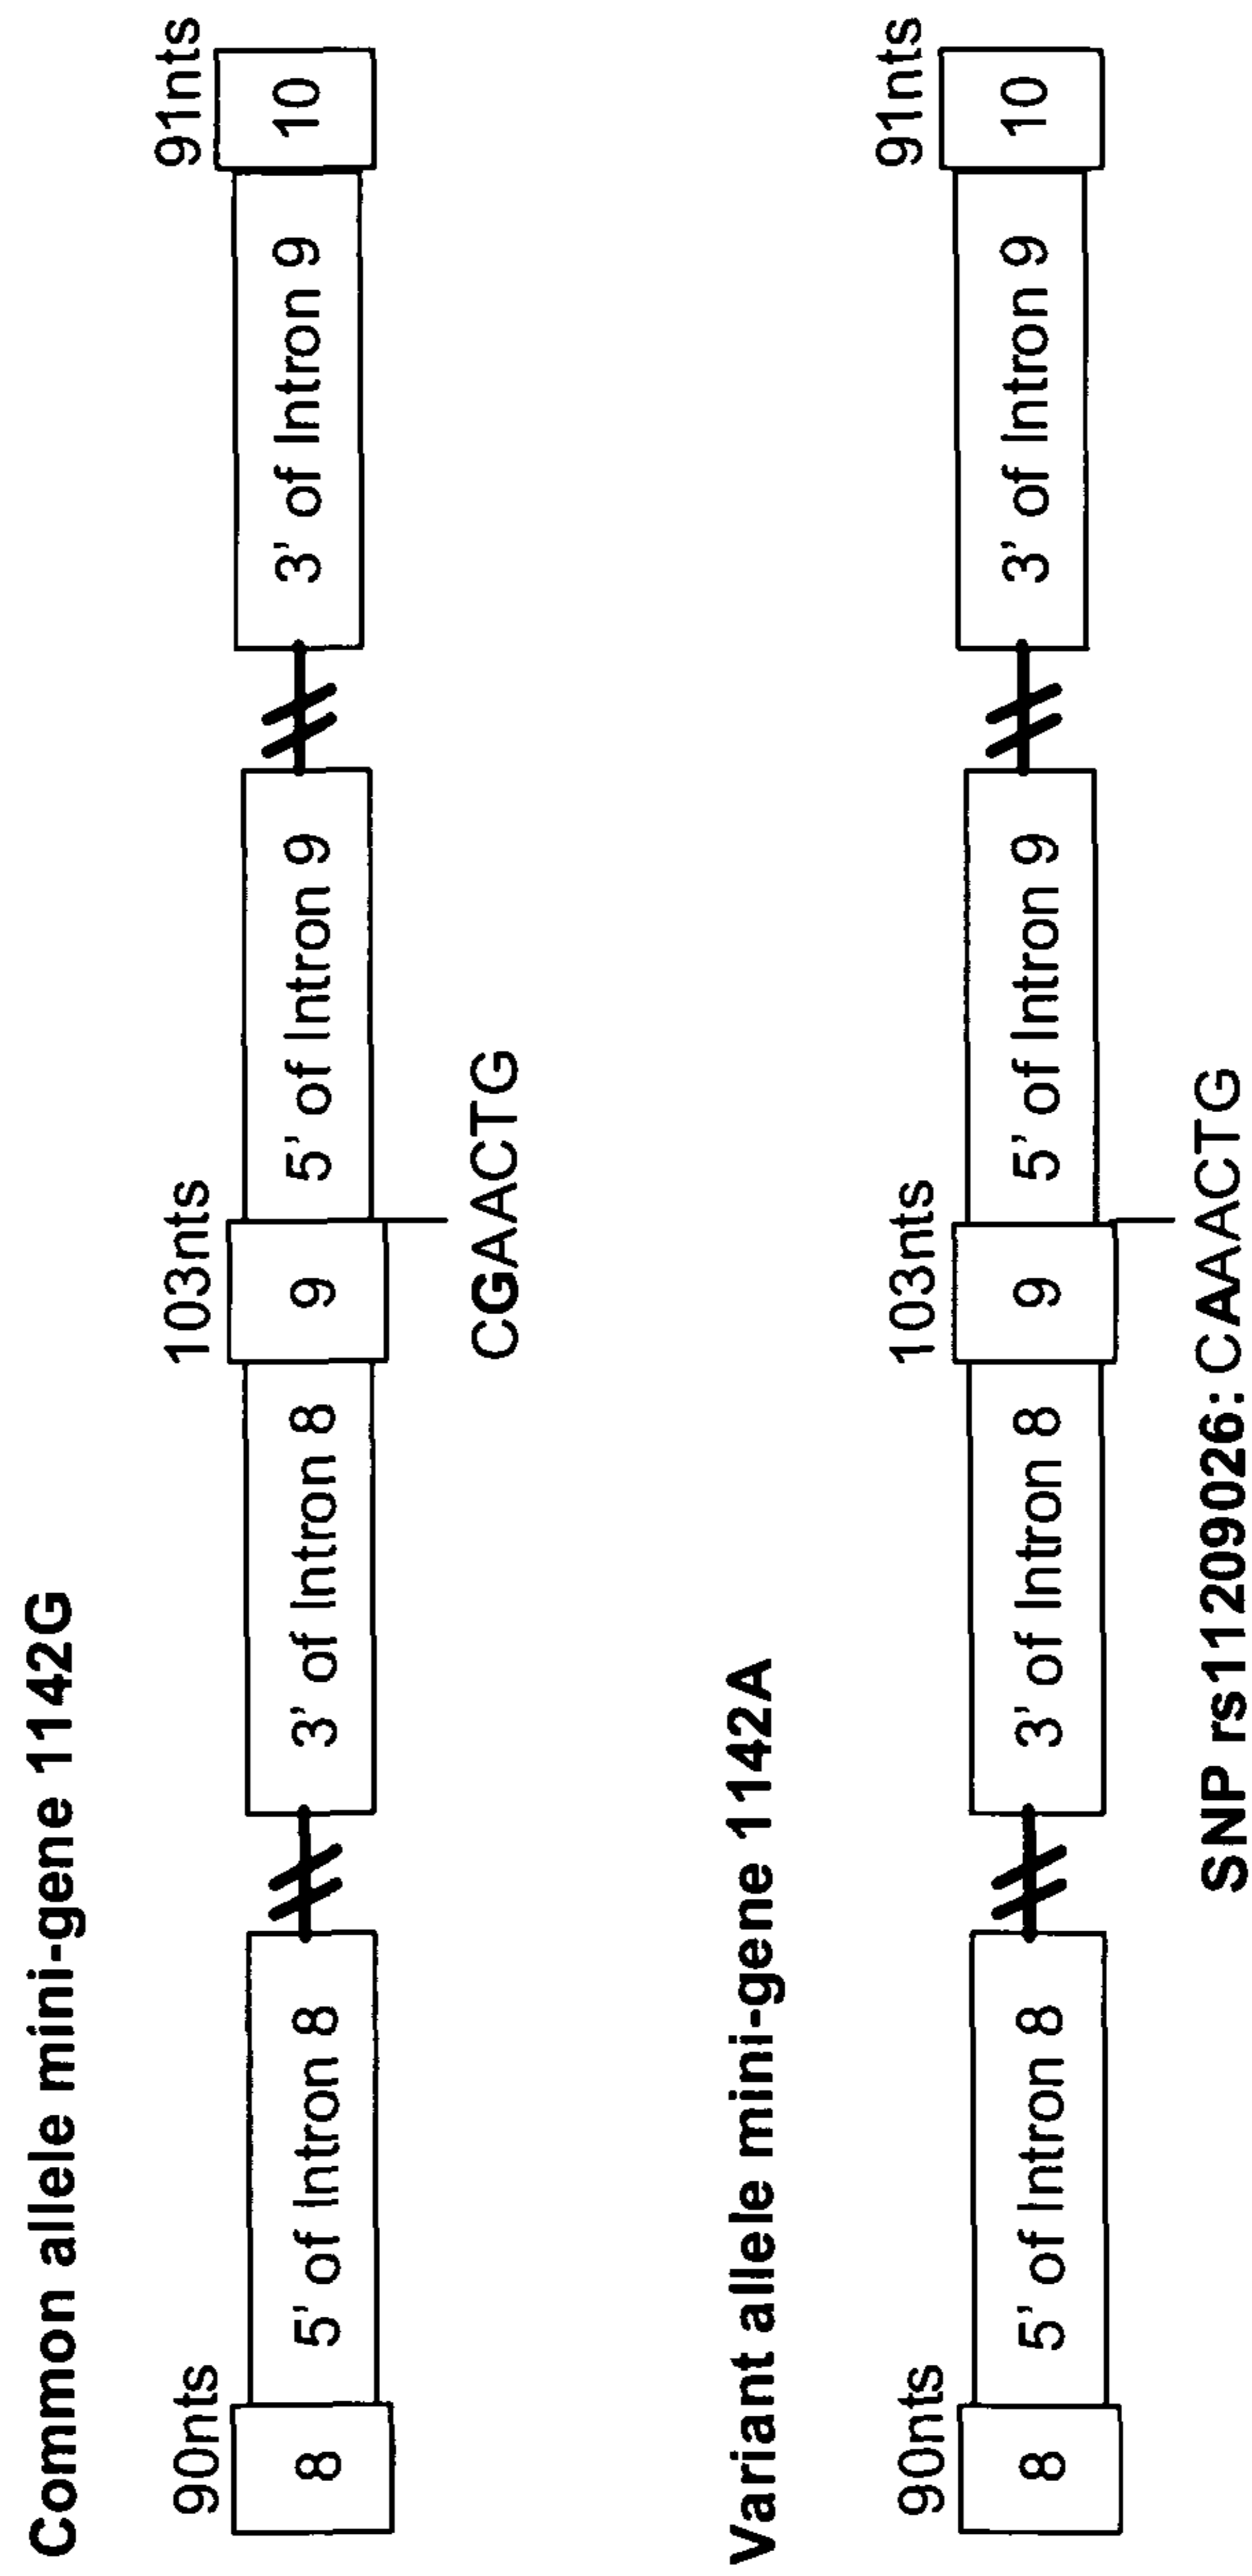 Common allele mini-gene 1142G
90nts 103nts 91nts
8 5' of Intron 8 3' of Intron 8 9 5' of Intron 9 3' of Intron 9 10
CGAACTG
Variant allele mini-gene 1142A
90nts 103nts 91nts
8 5' of Intron 8 3' of Intron 8 9 5' of Intron 9 3' of Intron 9 10
SNP rs11209026: CAAACTG